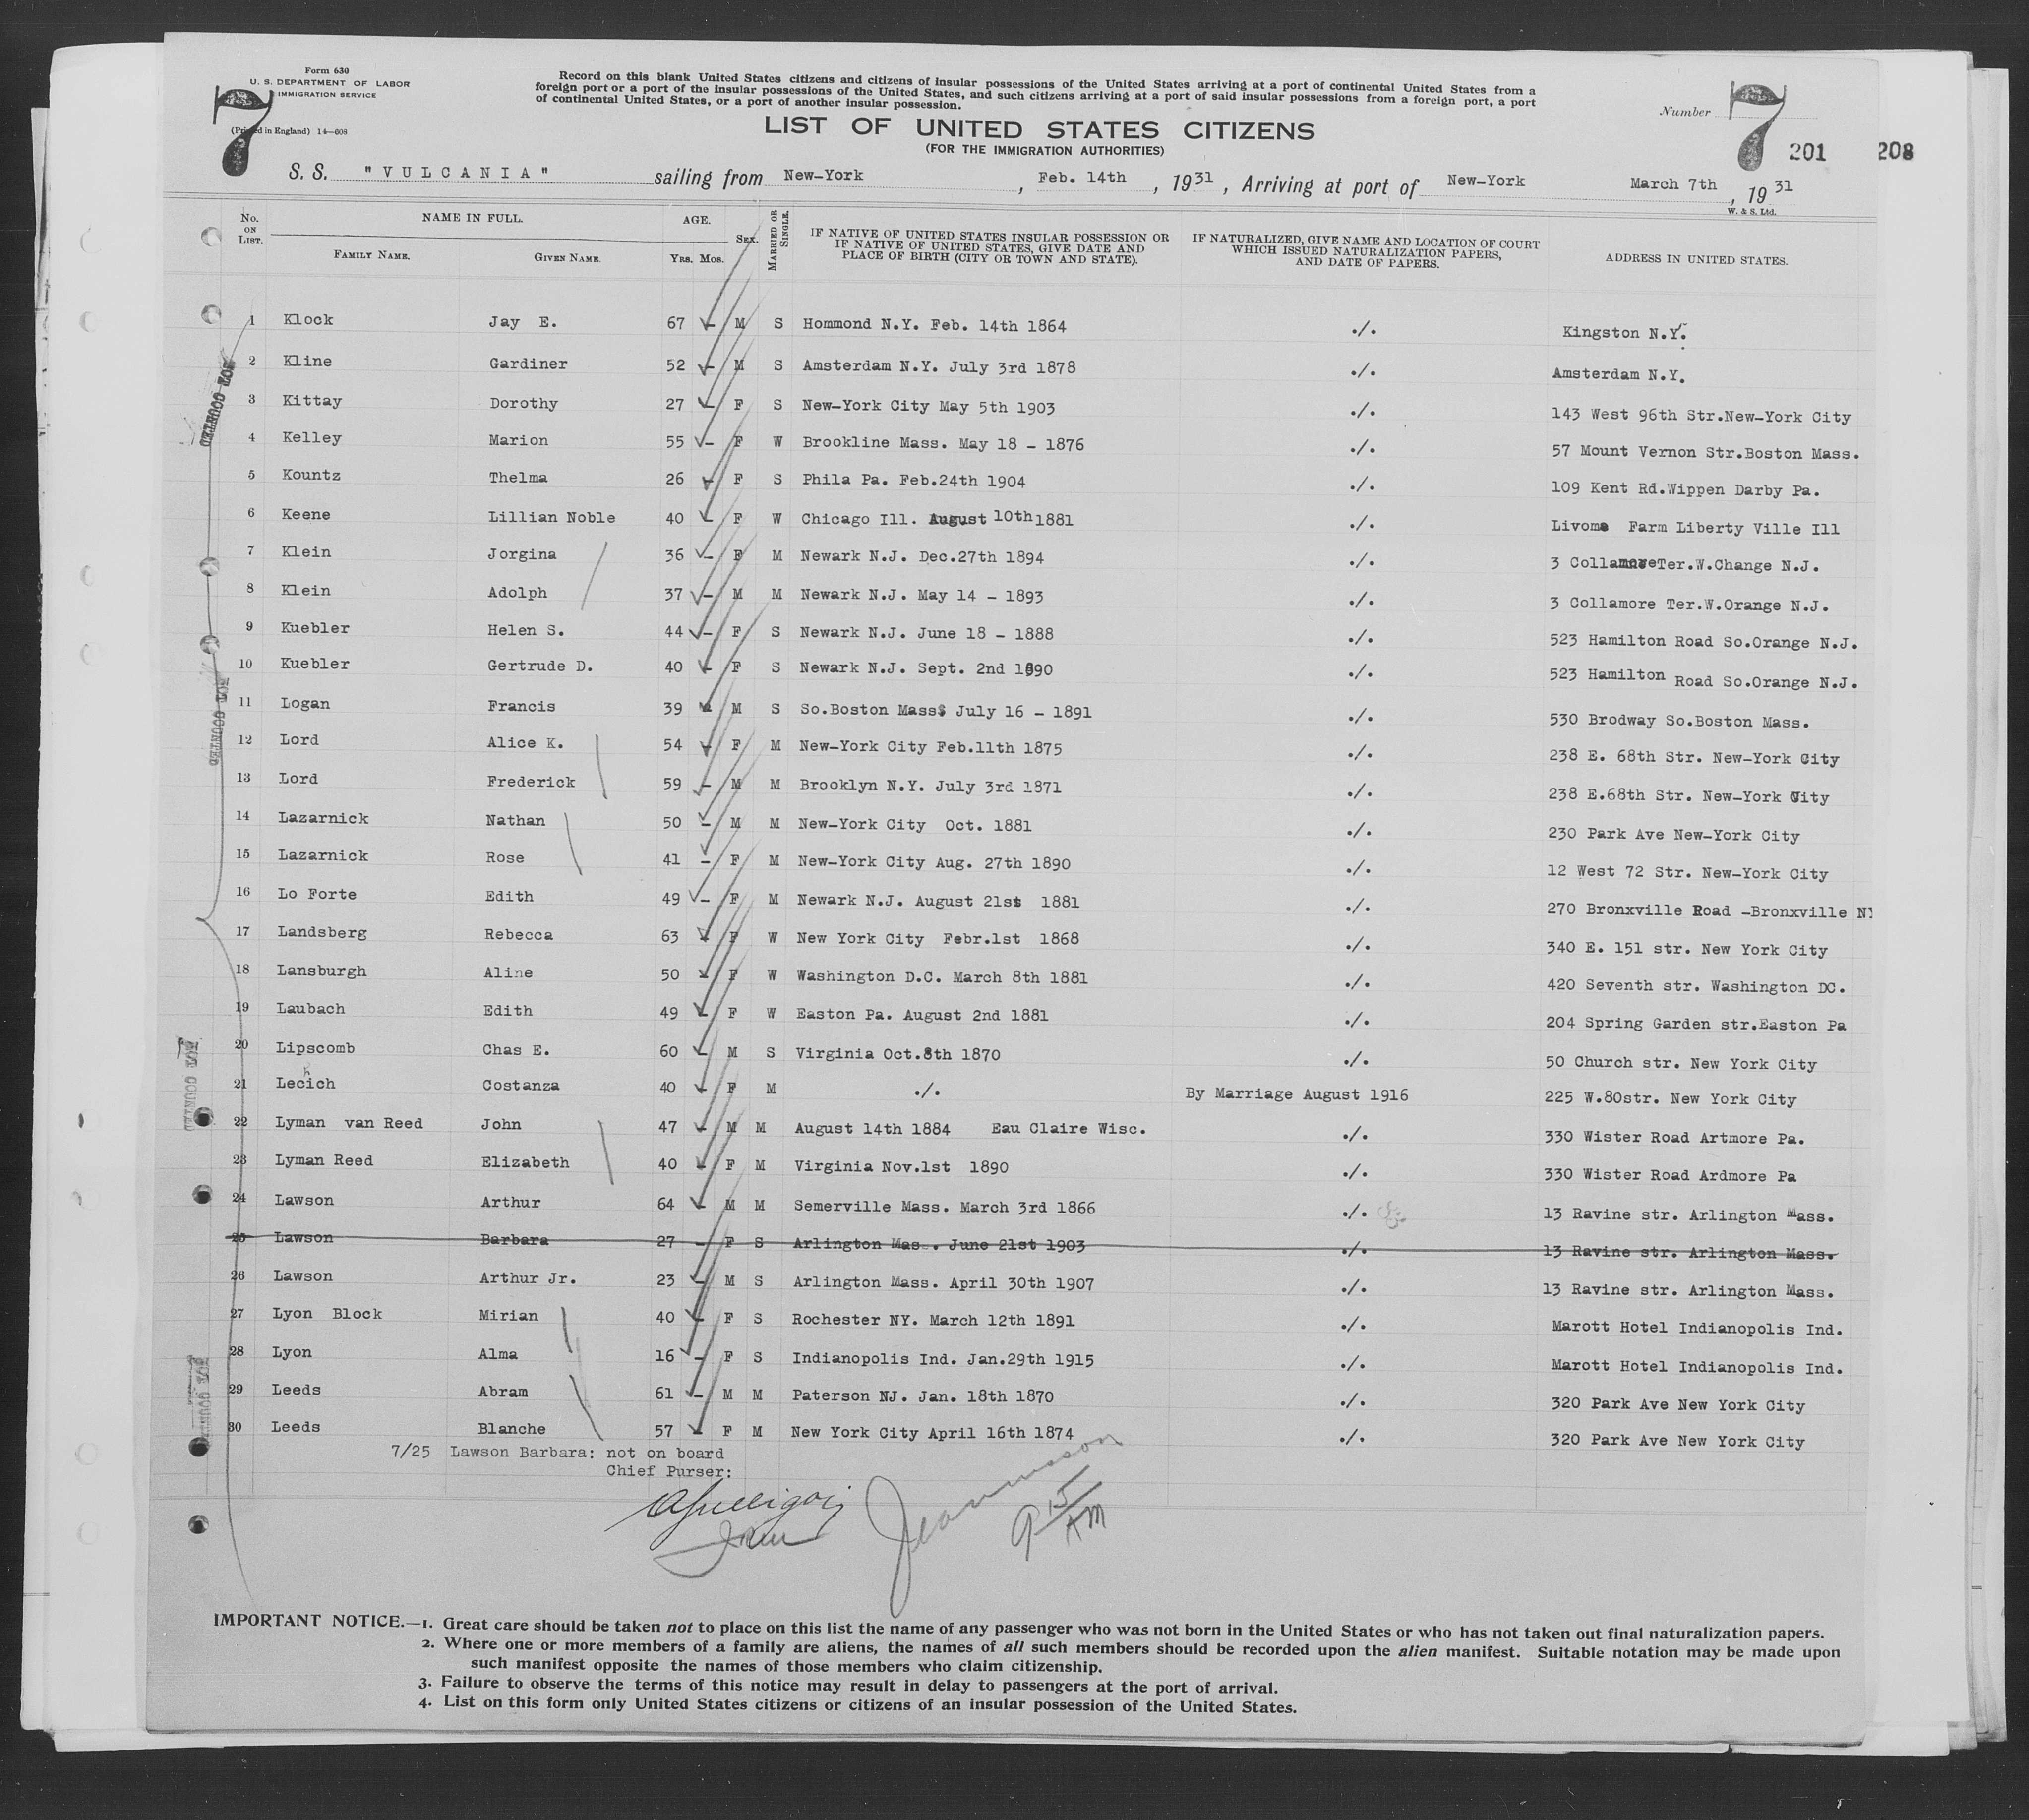 Form 630
U. S. DEPARTMENT OF LABOR
IMMIGRATION SERVICE
(Printed in England) 14—608
7
Record on this blank United States citizens and citizens of insular possessions of the United States arriving at a port of continental United States from a
foreign port or a port of the insular possessions of the United States, and such citizens arriving at a port of said insular possessions from a foreign port, a port
of continental United States, or a port of another insular possession.
LIST OF UNITED STATES CITIZENS
(FOR THE IMMIGRATION AUTHORITIES)
Number 7
201 208
S. S. "VULCANIA" sailing from New-York, Feb. 14th, 1931, Arriving at port of New-York March 7th, 1931
W. & S. Ltd.
No. ON LIST. NAME IN FULL. FAMILY NAME. GIVEN NAME. AGE. YRS. MOS. SEX. MARRIED OR SINGLE. IF NATIVE OF UNITED STATES INSULAR POSSESSION OR IF NATIVE OF UNITED STATES, GIVE DATE AND PLACE OF BIRTH (CITY OR TOWN AND STATE). IF NATURALIZED, GIVE NAME AND LOCATION OF COURT WHICH ISSUED NATURALIZATION PAPERS, AND DATE OF PAPERS. ADDRESS IN UNITED STATES.
1 Klock Jay E. 67 - M S Hommond N.Y. Feb. 14th 1864 ./. Kingston N.Y.
2 Kline Gardiner 52 - M S Amsterdam N.Y. July 3rd 1878 ./. Amsterdam N.Y.
3 Kittay Dorothy 27 - F S New-York City May 5th 1903 ./. 143 West 96th Str.New-York City
4 Kelley Marion 55 - F W Brookline Mass. May 18 - 1876 ./. 57 Mount Vernon Str.Boston Mass.
5 Kountz Thelma 26 - F S Phila Pa. Feb.24th 1904 ./. 109 Kent Rd.Wippen Darby Pa.
6 Keene Lillian Noble 40 - F W Chicago Ill. August 10th 1881 ./. Livoma Farm Liberty Ville Ill
7 Klein Jorgina 36 - F M Newark N.J. Dec.27th 1894 ./. 3 Collamore Ter.W.Change N.J.
8 Klein Adolph 37 - M M Newark N.J. May 14 - 1893 ./. 3 Collamore Ter.W.Orange N.J.
9 Kuebler Helen S. 44 - F S Newark N.J. June 18 - 1888 ./. 523 Hamilton Road So.Orange N.J.
10 Kuebler Gertrude D. 40 - F S Newark N.J. Sept. 2nd 1890 ./. 523 Hamilton Road So.Orange N.J.
11 Logan Francis 39 - M S So.Boston Mass. July 16 - 1891 ./. 530 Brodway So.Boston Mass.
12 Lord Alice K. 54 - F M New-York City Feb.11th 1875 ./. 238 E. 68th Str. New-York City
13 Lord Frederick 59 - M M Brooklyn N.Y. July 3rd 1871 ./. 238 E.68th Str. New-York City
14 Lazarnick Nathan 50 - M M New-York City Oct. 1881 ./. 230 Park Ave New-York City
15 Lazarnick Rose 41 - F M New-York City Aug. 27th 1890 ./. 12 West 72 Str. New-York City
16 Lo Forte Edith 49 - F M Newark N.J. August 21st 1881 ./. 270 Bronxville Road -Bronxville NY
17 Landsberg Rebecca 63 - F W New York City Febr.1st 1868 ./. 340 E. 151 str. New York City
18 Lansburgh Aline 50 - F W Washington D.C. March 8th 1881 ./. 420 Seventh str. Washington DC.
19 Laubach Edith 49 - F W Easton Pa. August 2nd 1881 ./. 204 Spring Garden str.Easton Pa
20 Lipscomb Chas E. 60 - M S Virginia Oct.8th 1870 ./. 50 Church str. New York City
21 Lecich Costanza 40 - F M ./. By Marriage August 1916 225 W.80str. New York City
22 Lyman van Reed John 47 - M M August 14th 1884 Eau Claire Wisc. ./. 330 Wister Road Artmore Pa.
23 Lyman Reed Elizabeth 40 - F M Virginia Nov.1st 1890 ./. 330 Wister Road Ardmore Pa
24 Lawson Arthur 64 - M M Semerville Mass. March 3rd 1866 ./. 13 Ravine str. Arlington Mass.
25 Lawson Barbara 27 - F S Arlington Mas . June 21st 1903 ./. 13 Ravine str. Arlington Mass.
26 Lawson Arthur Jr. 23 - M S Arlington Mass. April 30th 1907 ./. 13 Ravine str. Arlington Mass.
27 Lyon Block Mirian 40 - F S Rochester NY. March 12th 1891 ./. Marott Hotel Indianopolis Ind.
28 Lyon Alma 16 - F S Indianopolis Ind. Jan.29th 1915 ./. Marott Hotel Indianopolis Ind.
29 Leeds Abram 61 - M M Paterson NJ. Jan. 18th 1870 ./. 320 Park Ave New York City
30 Leeds Blanche 57 - F M New York City April 16th 1874 ./. 320 Park Ave New York City
7/25 Lawson Barbara: not on board
Chief Purser:
9 15/AM
NOT COUNTED
NOT COUNTED
NOT COUNTED
NOT COUNTED
IMPORTANT NOTICE.—1. Great care should be taken not to place on this list the name of any passenger who was not born in the United States or who has not taken out final naturalization papers.
2. Where one or more members of a family are aliens, the names of all such members should be recorded upon the alien manifest. Suitable notation may be made upon
such manifest opposite the names of those members who claim citizenship.
3. Failure to observe the terms of this notice may result in delay to passengers at the port of arrival.
4. List on this form only United States citizens or citizens of an insular possession of the United States.